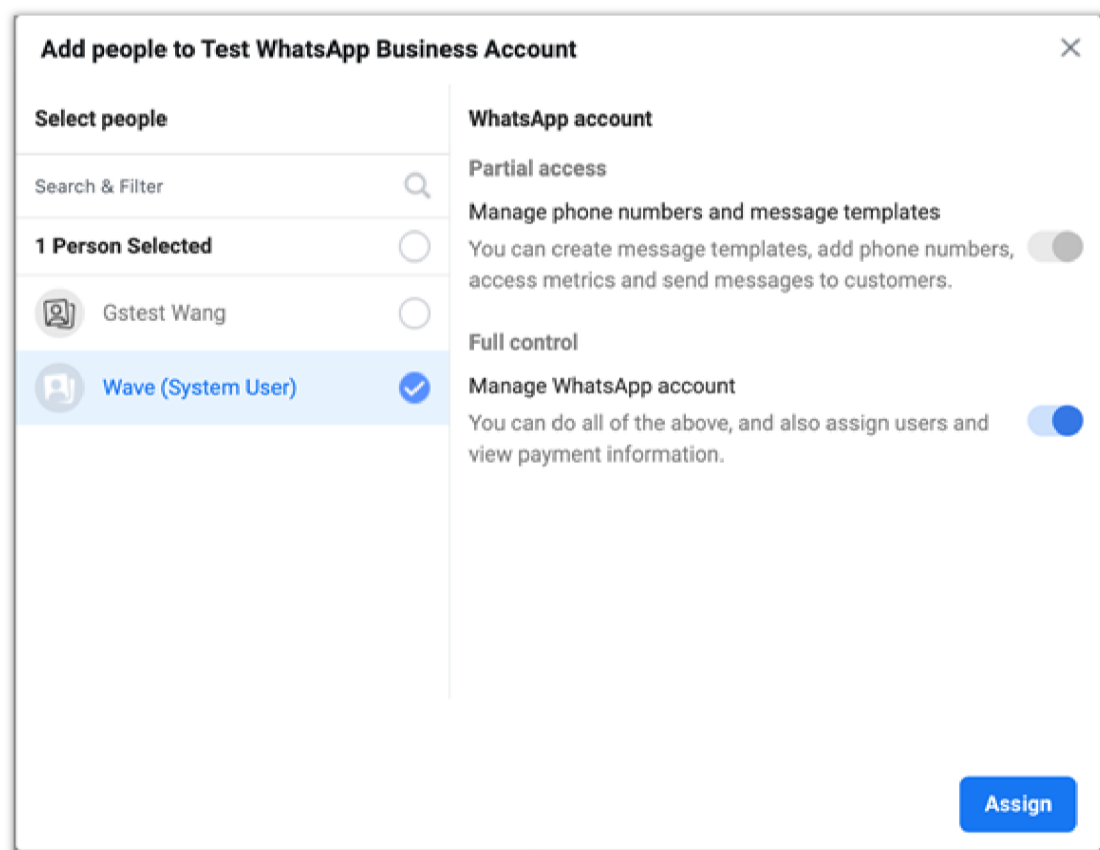 Add people to Test WhatsApp Business Account
Select people
Search & Filter
1 Person Selected
Gstest Wang
Wave (System User)
WhatsApp account
Partial access
Manage phone numbers and message templates
You can create message templates, add phone numbers,
access metrics and send messages to customers.
Full control
Manage WhatsApp account
You can do all of the above, and also assign users and
view payment information.
Assign